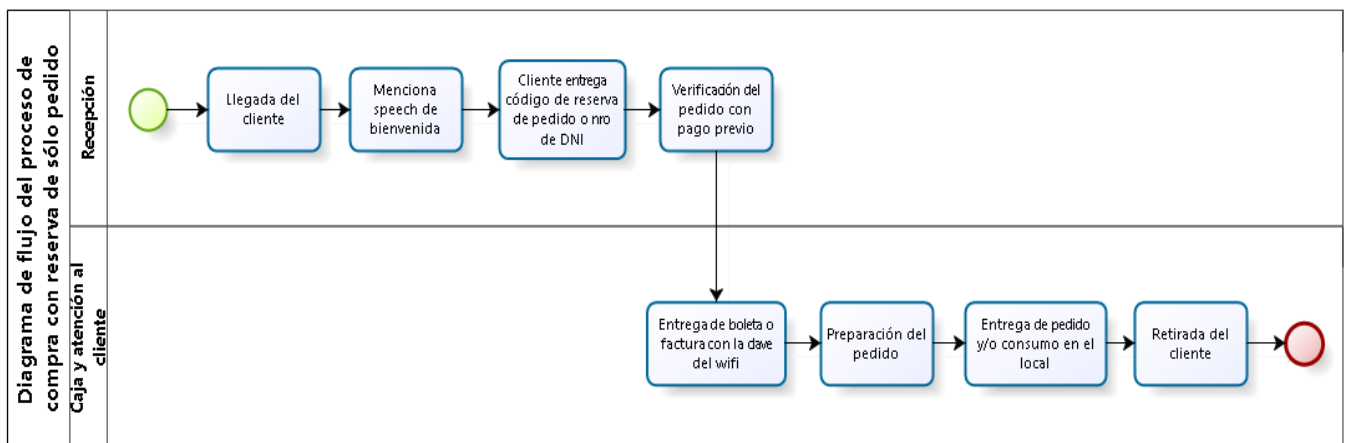 Diagrama de flujo del proceso de
compra con reserva de sólo pedido
Recepción
Llegada del
cliente
Menciona
speech de
bienvenida
Cliente entrega
código de reserva
de pedido o nro
de DNI
Verificación del
pedido con
pago previo
Caja y atención al
cliente
Entrega de boleta o
factura con la clave
del wifi
Preparación del
pedido
Entrega de pedido
y/o consumo en el
local
Retirada del
cliente